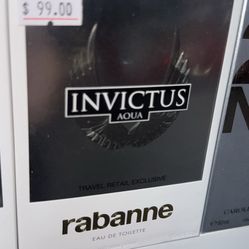 $ 99.00
INVICTUS
AQUA
TRAVEL RETAIL EXCLUSIVE
rabanne
EAU DE TOILETTE